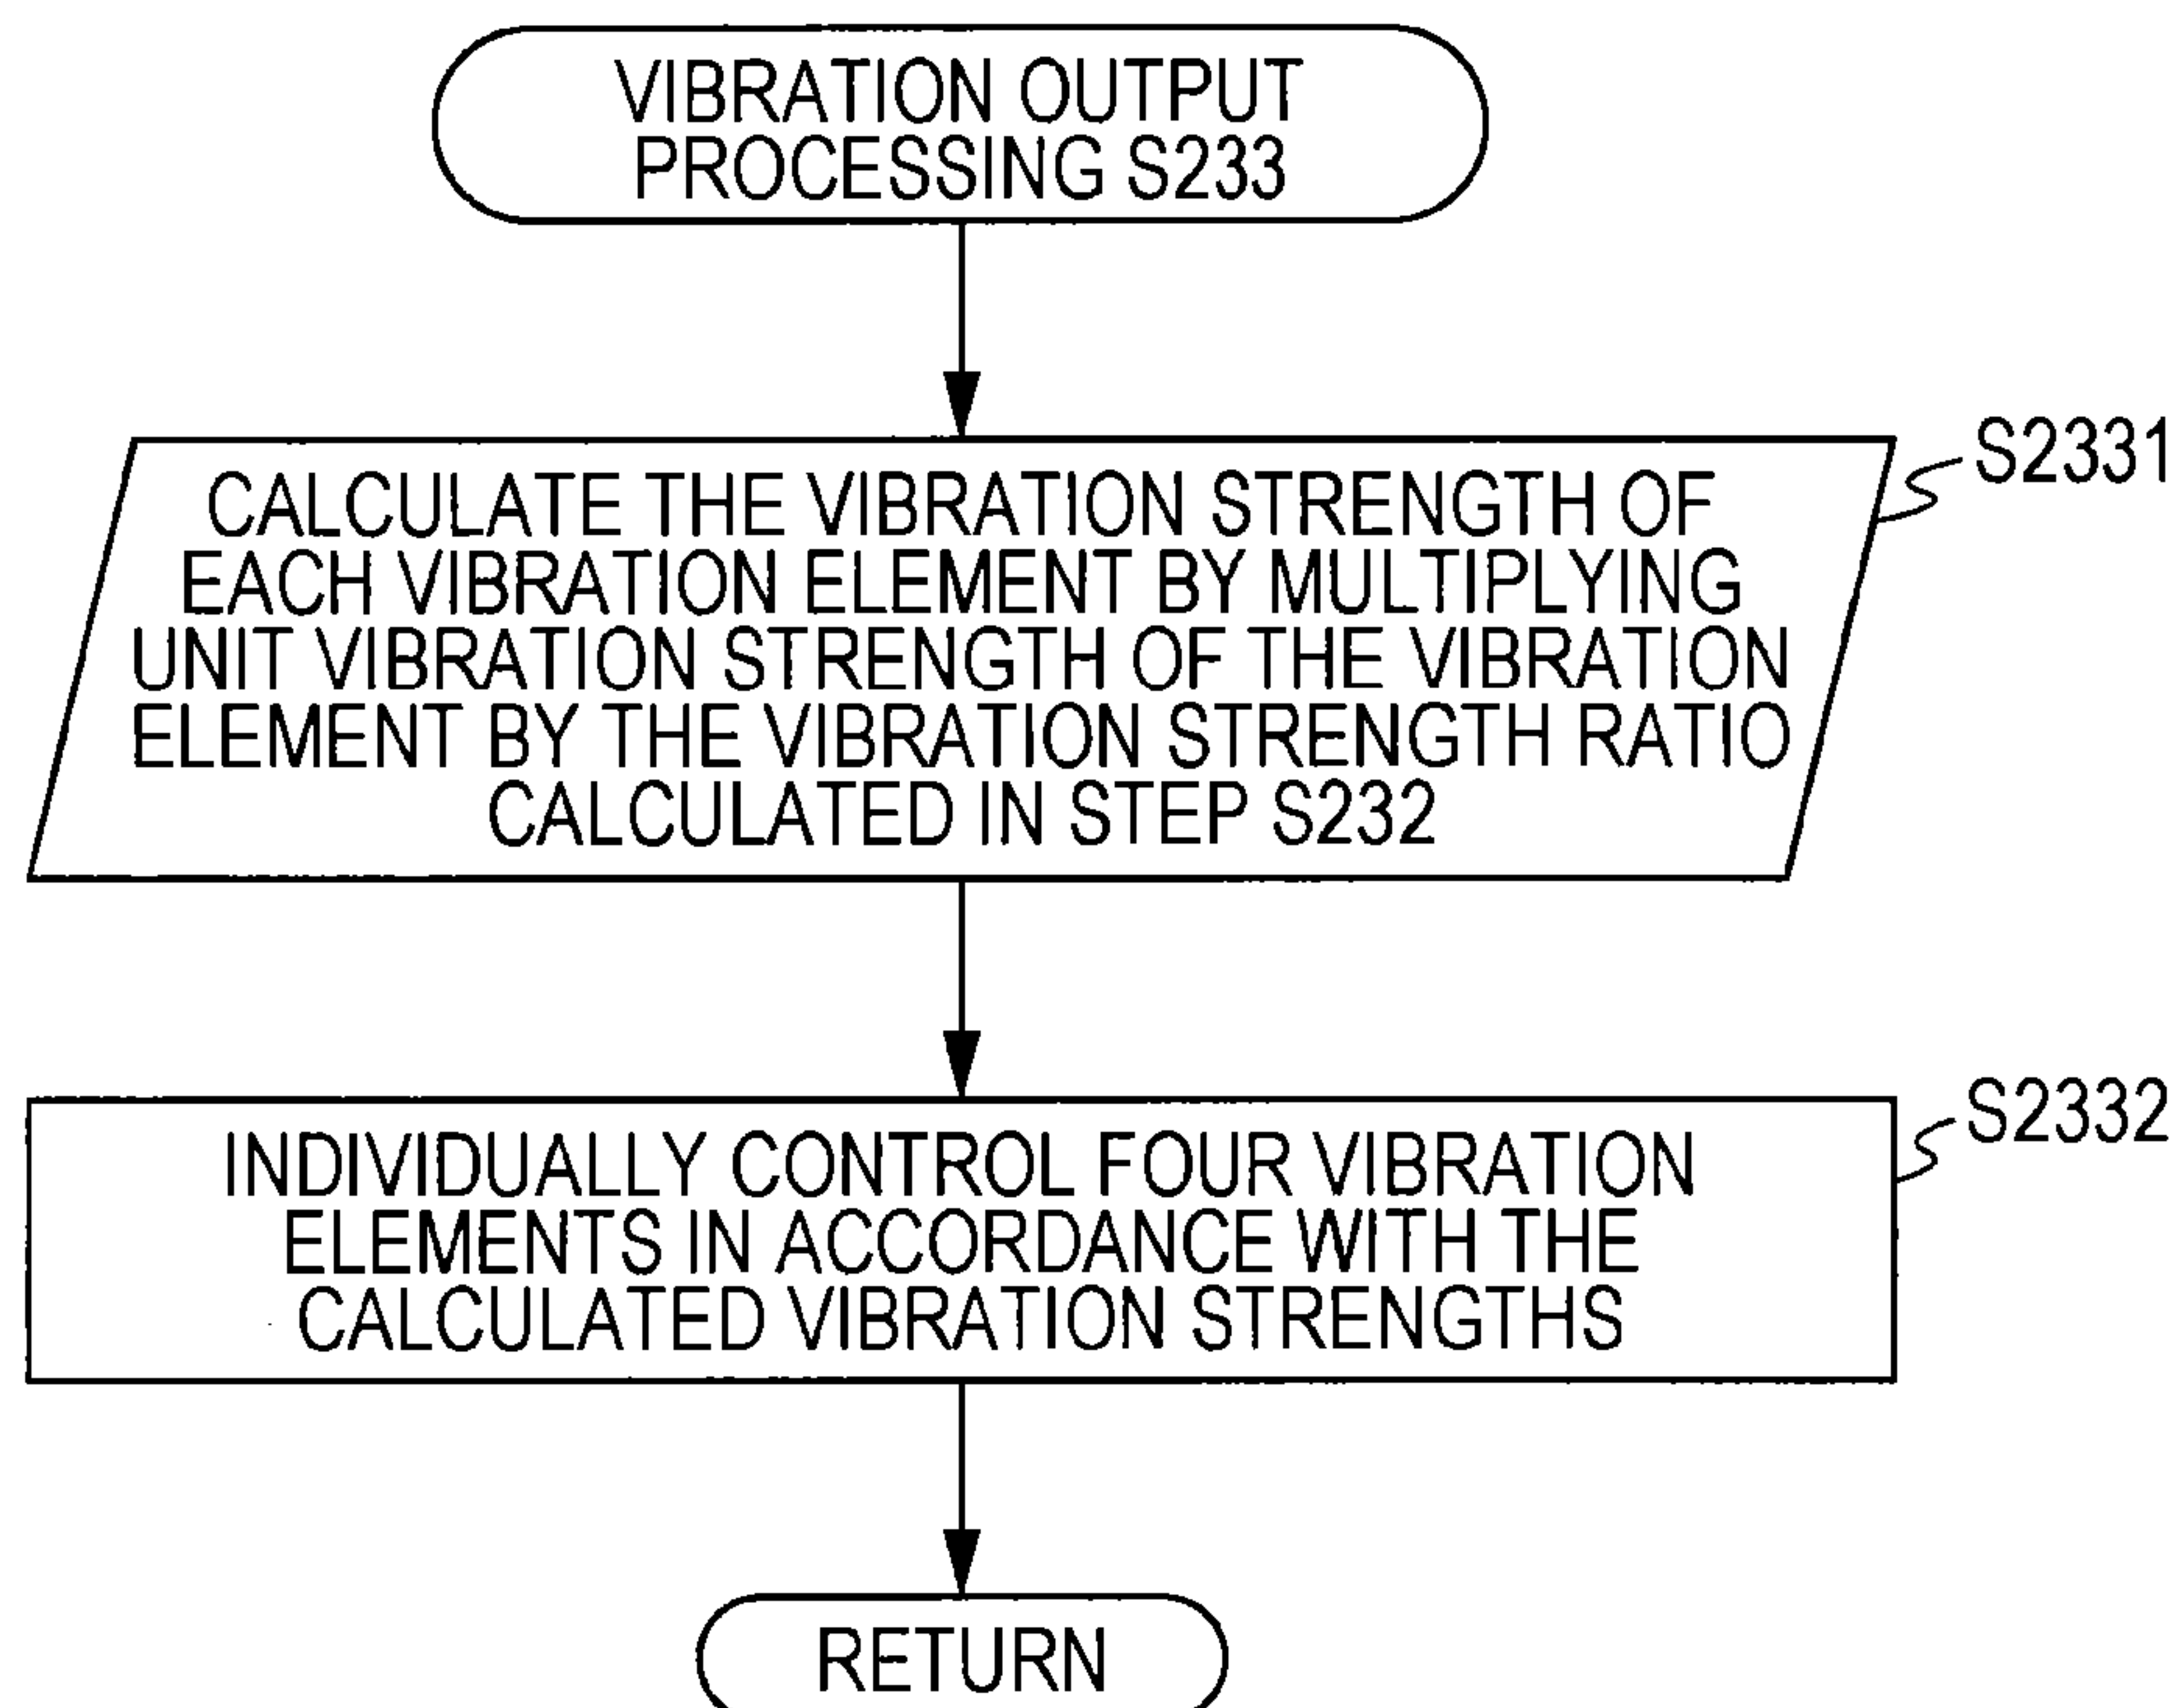 VIBRATION OUTPUT
PROCESSING S233
S2331
CALCULATE THE VIBRATION STRENGTH OF
EACH VIBRATION ELEMENT BY MULTIPLYING
UNIT VIBRATION STRENGTH OF THE VIBRATION
ELEMENT BY THE VIBRATION STRENGTH RATIO
CALCULATED IN STEP S232
S2332
INDIVIDUALLY CONTROL FOUR VIBRATION
ELEMENTS IN ACCORDANCE WITH THE
CALCULATED VIBRATION STRENGTHS
RETURN